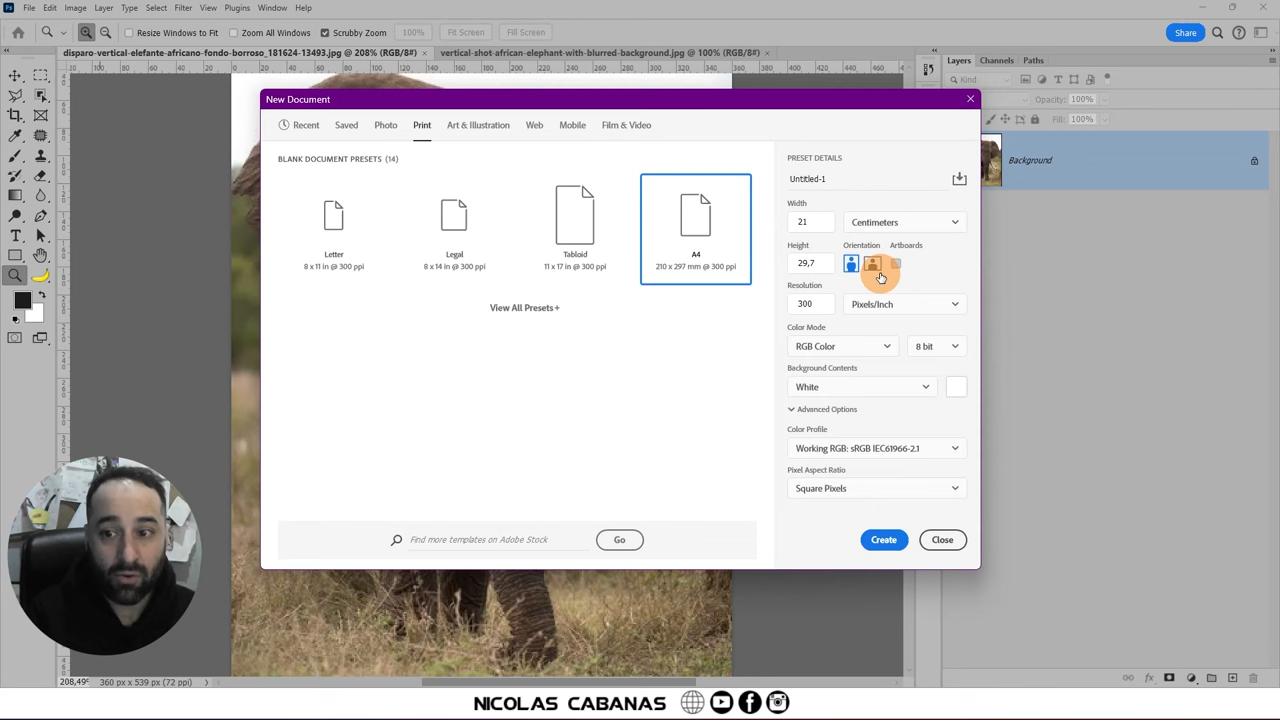 Ps File Edit Image Layer Type Select Filter View Plugins Window Help
Resize Windows to Fit Zoom All Windows Scrubby Zoom 100% Fit Screen Fill Screen Share
disparo-vertical-elefante-africano-fondo-borroso_181624-13493.jpg @ 208% (RGB/8#) × vertical-shot-african-elephant-with-blurred-background.jpg @ 100% (RGB/8#) ×
Layers Channels Paths
Kind
Opacity: 100%
Fill: 100%
Background
New Document
Recent Saved Photo Print Art & Illustration Web Mobile Film & Video
BLANK DOCUMENT PRESETS (14)
Letter
8 x 11 in @ 300 ppi
Legal
8 x 14 in @ 300 ppi
Tabloid
11 x 17 in @ 300 ppi
A4
210 x 297 mm @ 300 ppi
View All Presets+
Find more templates on Adobe Stock Go
PRESET DETAILS
Untitled-1
Width
21 Centimeters
Height Orientation Artboards
29,7
Resolution
300 Pixels/Inch
Color Mode
RGB Color 8 bit
Background Contents
White
Advanced Options
Color Profile
Working RGB: sRGB IEC61966-2.1
Pixel Aspect Ratio
Square Pixels
Create Close
208,49% 360 px x 539 px (72 ppi)
NICOLAS CABANAS